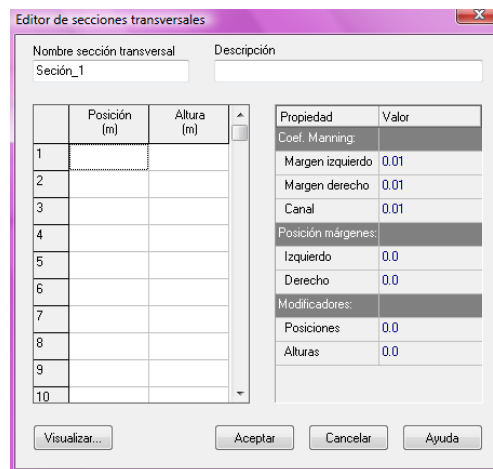 Editor de secciones transversales
Nombre sección transversal Descripción
Seción_1
Posición (m) Altura (m)
1
2
3
4
5
6
7
8
9
10
Propiedad Valor
Coef. Manning:
Margen izquierdo 0.01
Margen derecho 0.01
Canal 0.01
Posición márgenes:
Izquierdo 0.0
Derecho 0.0
Modificadores:
Posiciones 0.0
Alturas 0.0
Visualizar... Aceptar Cancelar Ayuda